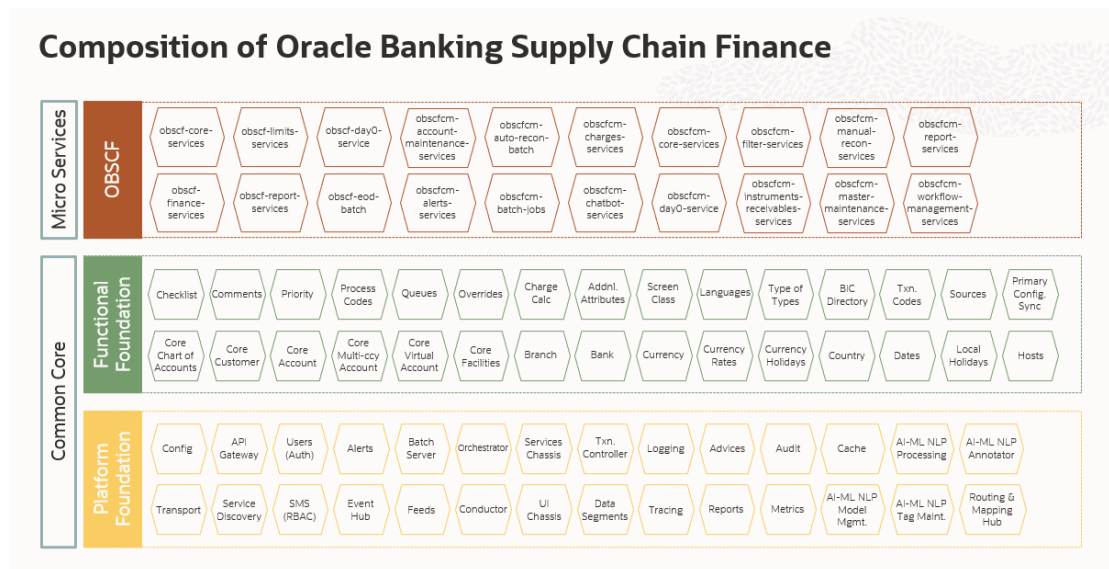 Composition of Oracle Banking Supply Chain Finance
Micro Services
OBSCF
obscf-core-
services
obscf-limits-
services
obscf-day0-
service
obscfcm-
account-
maintenance-
services
obscfcm-
auto-recon-
batch
obscfcm-
charges-
services
obscfcm-
core-services
obscfcm-
filter-services
obscfcm-
manual-
recon-
services
obscfcm-
report-
services
obscf-
finance-
services
obscf-report-
services
obscf-eod-
batch
obscfcm-
alerts-
services
obscfcm-
batch-jobs
obscfcm-
chatbot-
services
obscfcm-
day0-service
obscfcm-
instruments-
receivables-
services
obscfcm-
master-
maintenance-
services
obscfcm-
workflow-
management-
services
Common Core
Functional
Foundation
Checklist
Comments
Priority
Process
Codes
Queues
Overrides
Charge
Calc
Addnl.
Attributes
Screen
Class
Languages
Type of
Types
BIC
Directory
Txn.
Codes
Sources
Primary
Config.
Sync
Core
Chart of
Accounts
Core
Customer
Core
Account
Core
Multi-ccy
Account
Core
Virtual
Account
Core
Facilities
Branch
Bank
Currency
Currency
Rates
Currency
Holidays
Country
Dates
Local
Holidays
Hosts
Platform
Foundation
Config
API
Gateway
Users
(Auth)
Alerts
Batch
Server
Orchestrator
Services
Chassis
Txn.
Controller
Logging
Advices
Audit
Cache
AI-ML NLP
Processing
AI-ML NLP
Annotator
Transport
Service
Discovery
SMS
(RBAC)
Event
Hub
Feeds
Conductor
UI
Chassis
Data
Segments
Tracing
Reports
Metrics
AI-ML NLP
Model
Mgmt.
AI-ML NLP
Tag Maint.
Routing &
Mapping
Hub